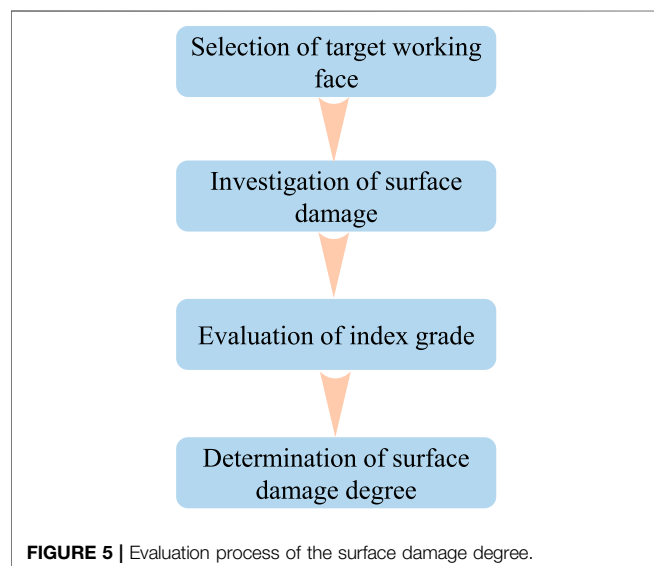 Selection of target working
face
Investigation of surface
damage
Evaluation of index grade
Determination of surface
damage degree
FIGURE 5 | Evaluation process of the surface damage degree.